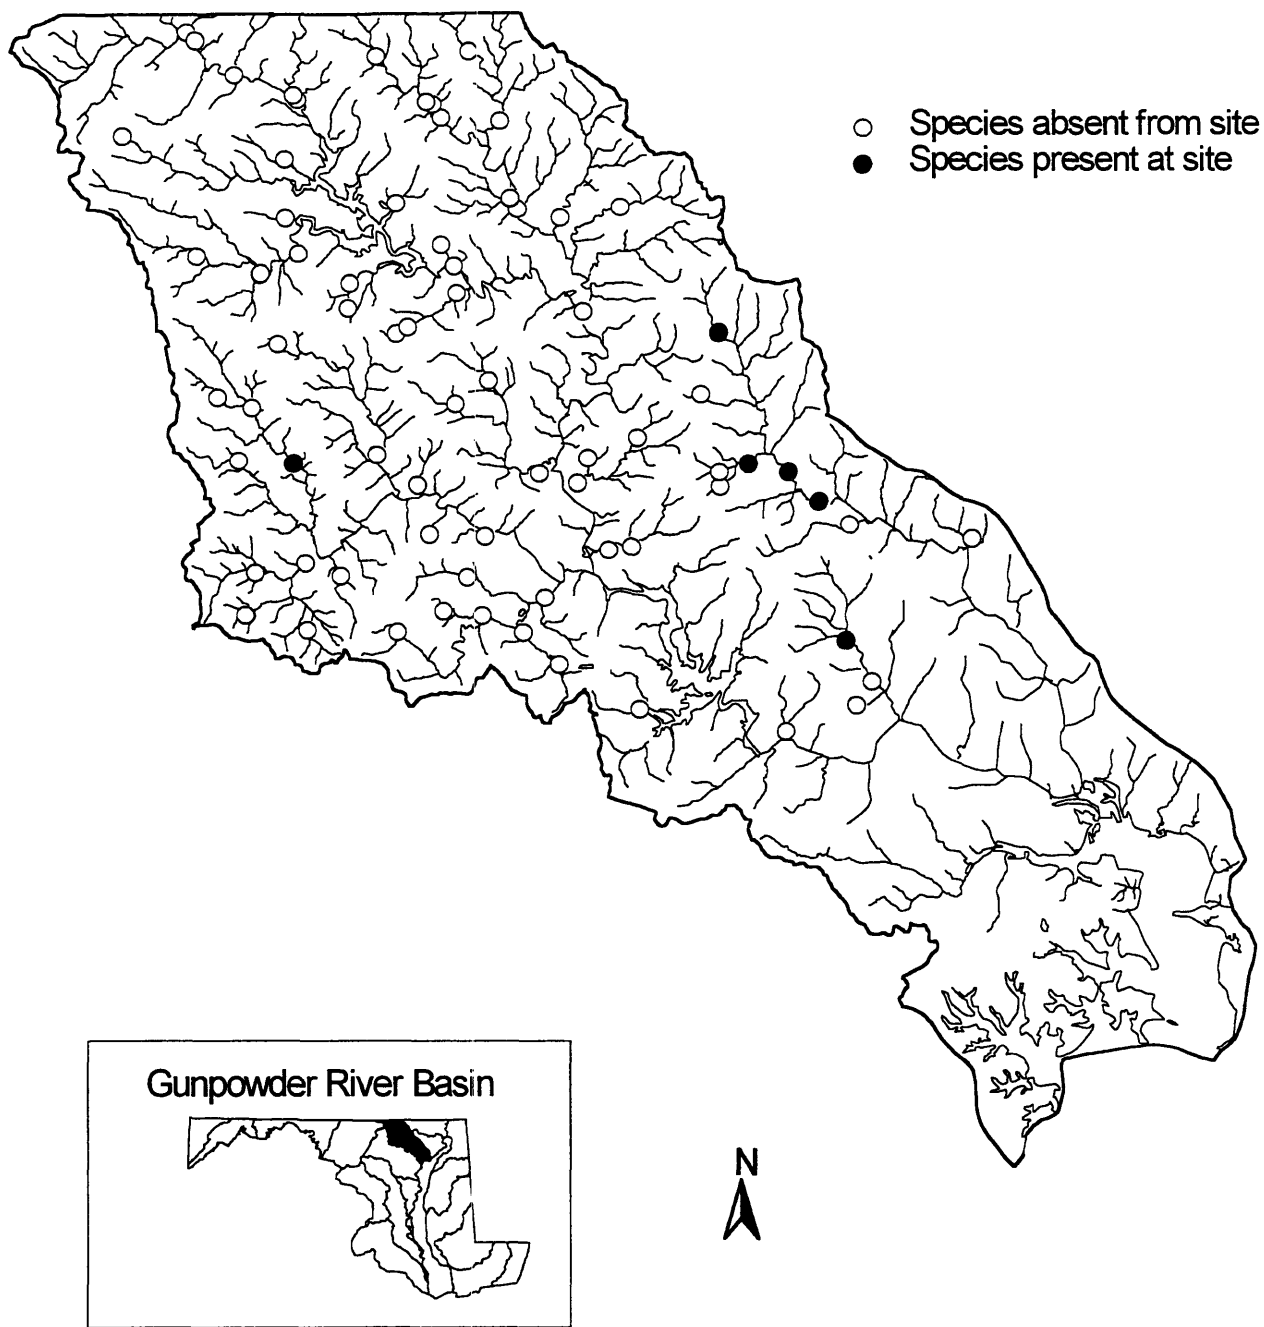 Species absent from site
Species present at site
Gunpowder River Basin
N